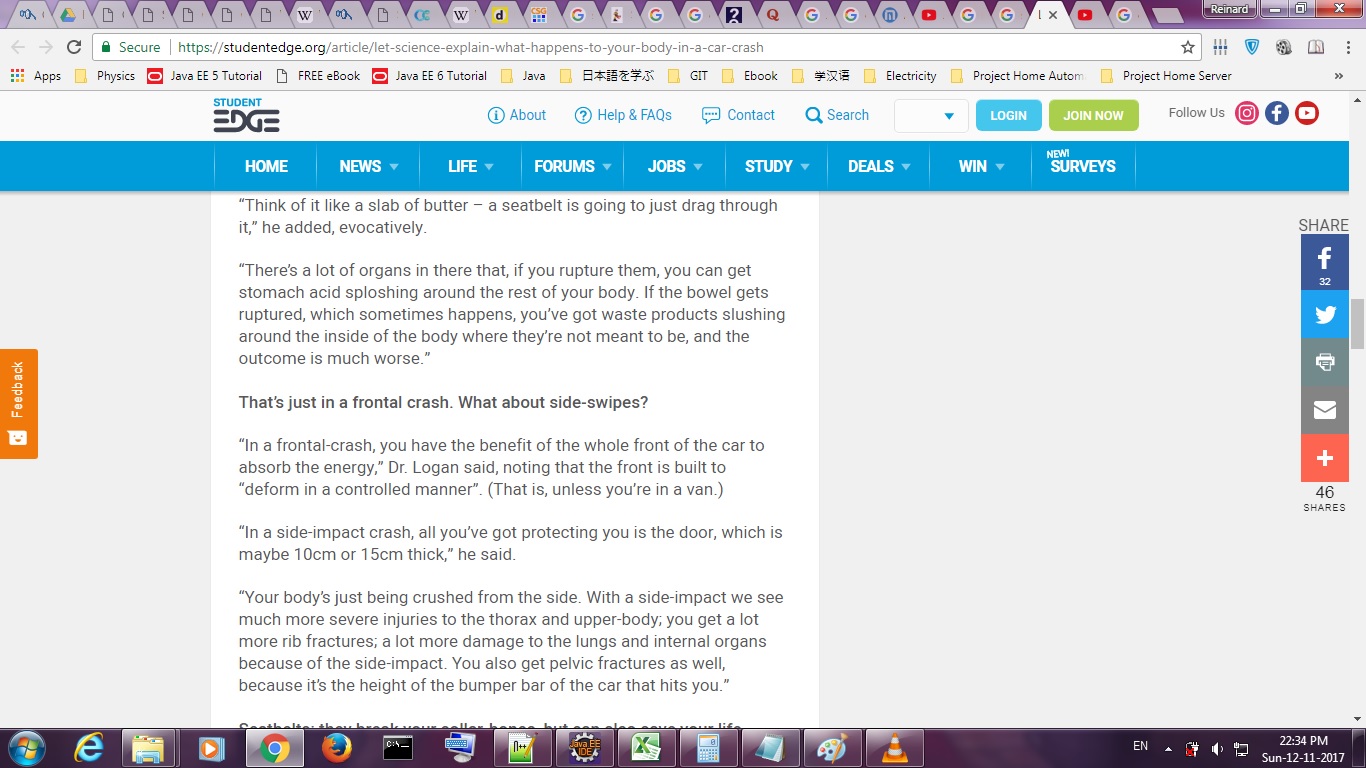 Reinard
Secure
https://studentedge.org/article/let-science-explain-what-happens-to-your-body-in-a-car-crash
Apps Physics Java EE 5 Tutorial FREE eBook Java EE 6 Tutorial Java 日本語を学ぶ GIT Ebook 学汉语 Electricity Project Home Autom Project Home Server »
STUDENT
EDGE
About Help & FAQs Contact Search LOGIN JOIN NOW Follow Us
HOME NEWS LIFE FORUMS JOBS STUDY DEALS WIN NEW! SURVEYS
“Think of it like a slab of butter – a seatbelt is going to just drag through
it,” he added, evocatively.
“There’s a lot of organs in there that, if you rupture them, you can get
stomach acid sploshing around the rest of your body. If the bowel gets
ruptured, which sometimes happens, you’ve got waste products slushing
around the inside of the body where they’re not meant to be, and the
outcome is much worse.”
That’s just in a frontal crash. What about side-swipes?
“In a frontal-crash, you have the benefit of the whole front of the car to
absorb the energy,” Dr. Logan said, noting that the front is built to
“deform in a controlled manner”. (That is, unless you’re in a van.)
“In a side-impact crash, all you’ve got protecting you is the door, which is
maybe 10cm or 15cm thick,” he said.
“Your body’s just being crushed from the side. With a side-impact we see
much more severe injuries to the thorax and upper-body; you get a lot
more rib fractures; a lot more damage to the lungs and internal organs
because of the side-impact. You also get pelvic fractures as well,
because it’s the height of the bumper bar of the car that hits you.”
Seatbelts: they break your collar-bones, but can also save your life
Feedback
SHARE
32
46
SHARES
EN
22:34 PM
Sun-12-11-2017